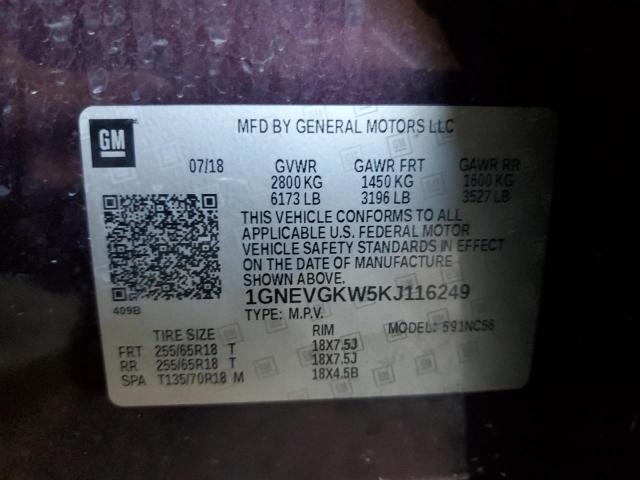 GM
MFD BY GENERAL MOTORS LLC
07/18 GVWR GAWR FRT GAWR RR
2800 KG 1450 KG 1600 KG
6173 LB 3196 LB 3527 LB
THIS VEHICLE CONFORMS TO ALL
APPLICABLE U.S. FEDERAL MOTOR
VEHICLE SAFETY STANDARDS IN EFFECT
ON THE DATE OF MANUFACTURE
SHOWN ABOVE.
409B
1GNEVGKW5KJ116249
TYPE: M.P.V. MODEL: 591NC56
TIRE SIZE RIM
FRT 255/65R18 T 18X7.5J
RR 255/65R18 T 18X7.5J
SPA T135/70R18 M 18X4.5B